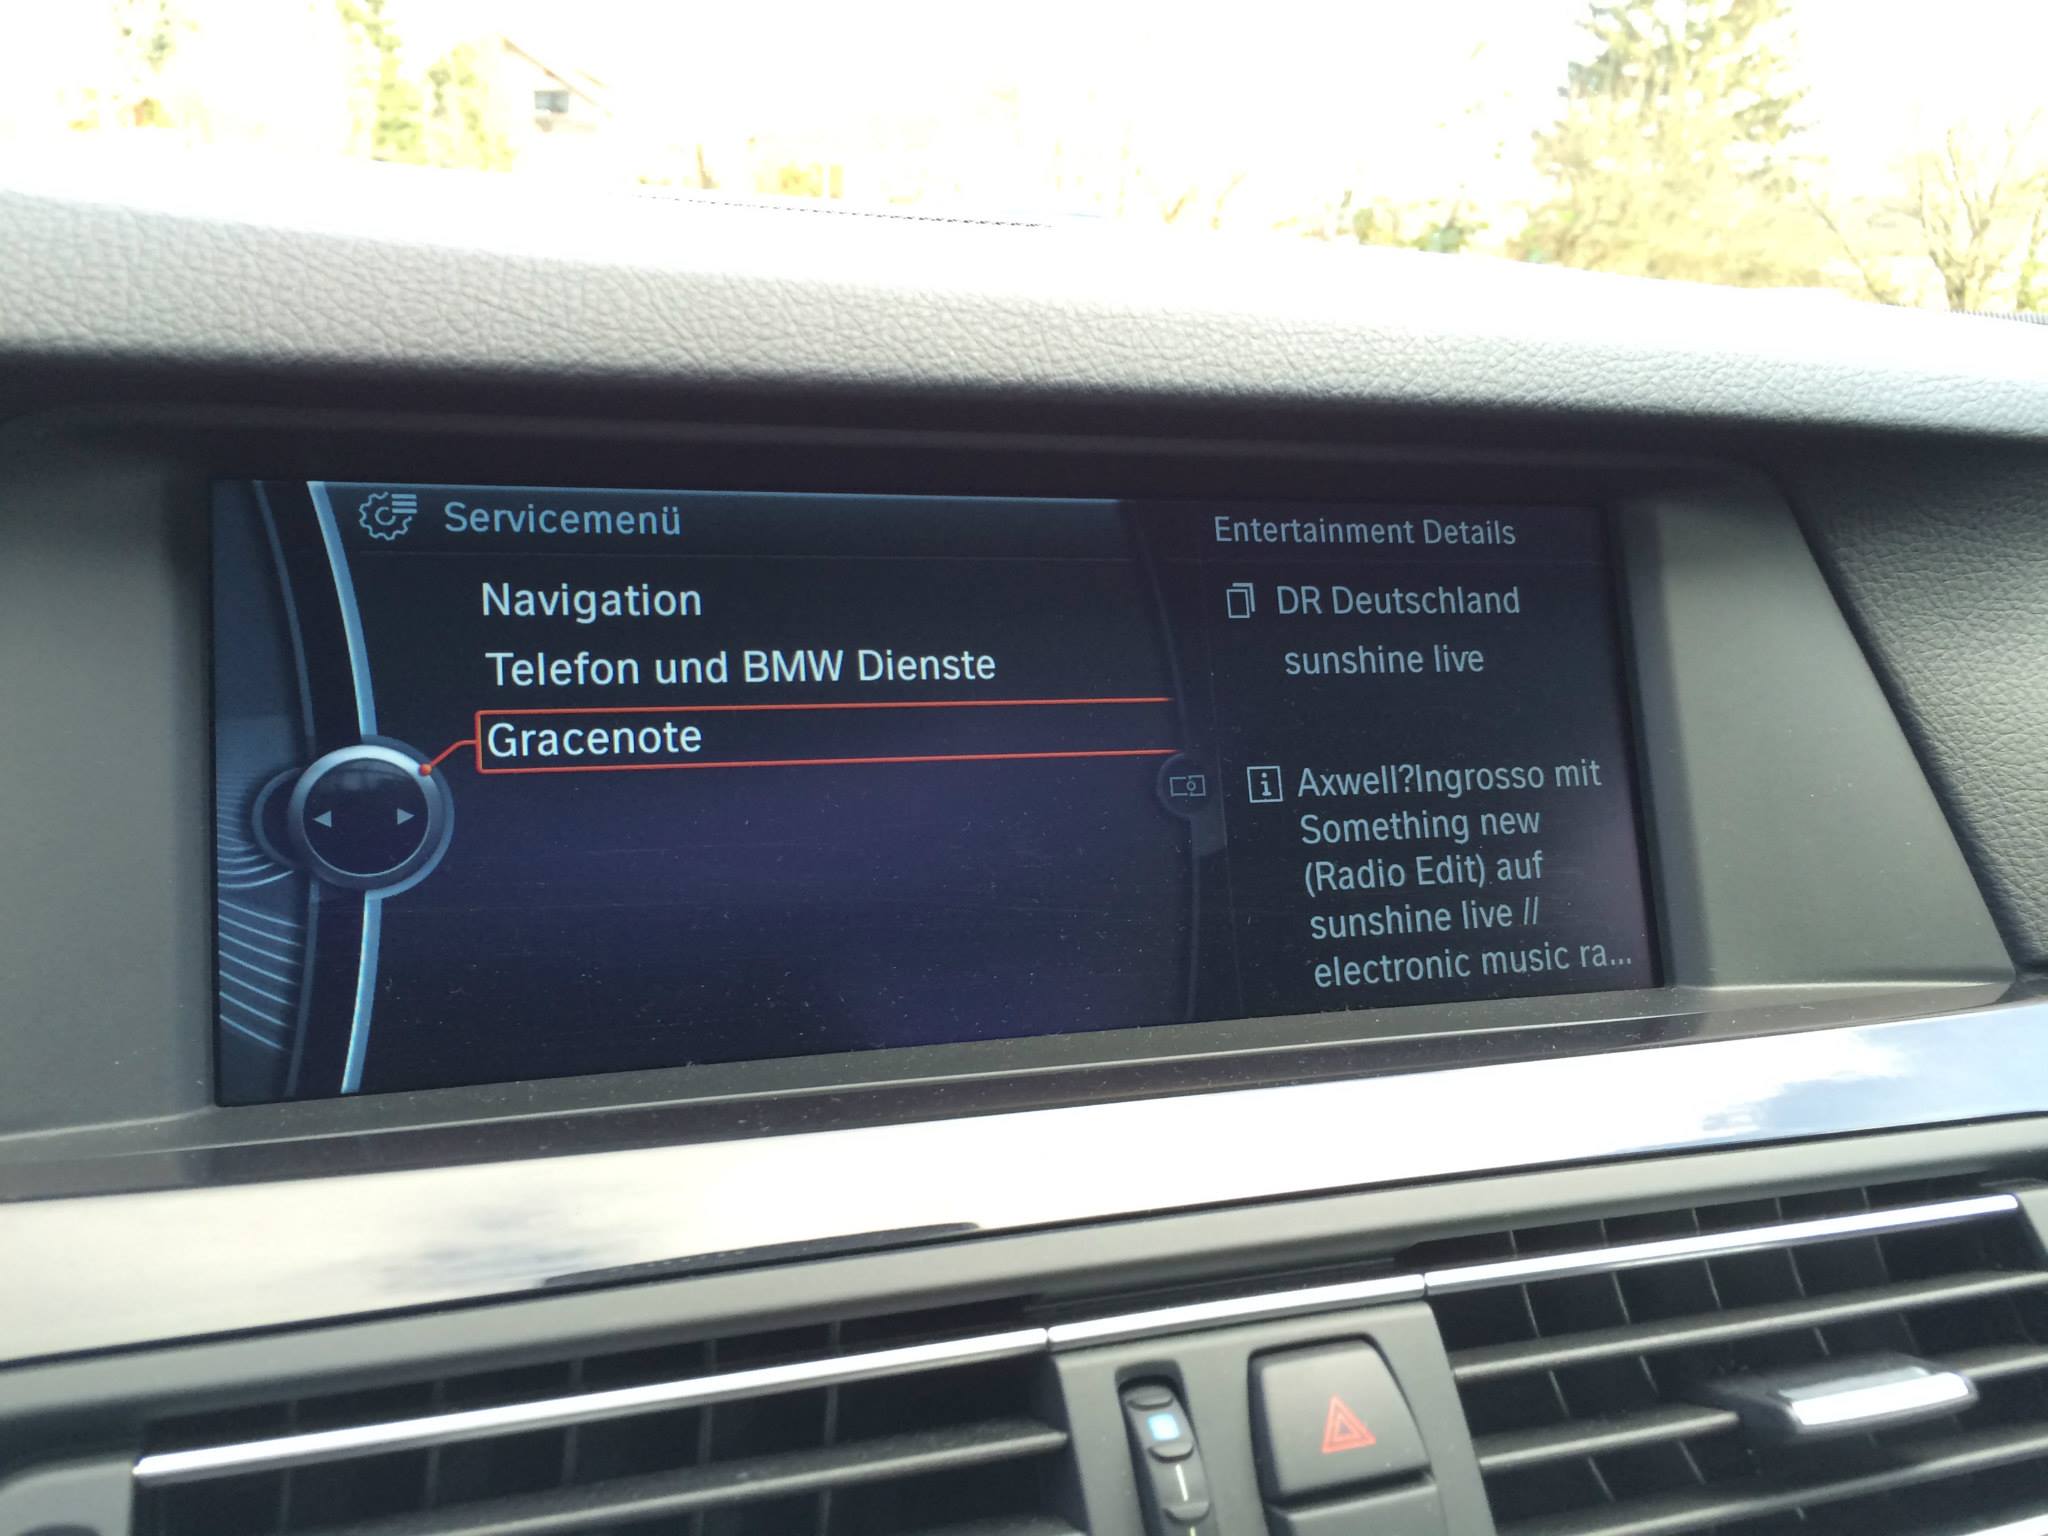 Servicemenü
Navigation
Telefon und BMW Dienste
Gracenote
Entertainment Details
DR Deutschland
sunshine live
Axwell?Ingrosso mit
Something new
(Radio Edit) auf
sunshine live //
electronic music ra...